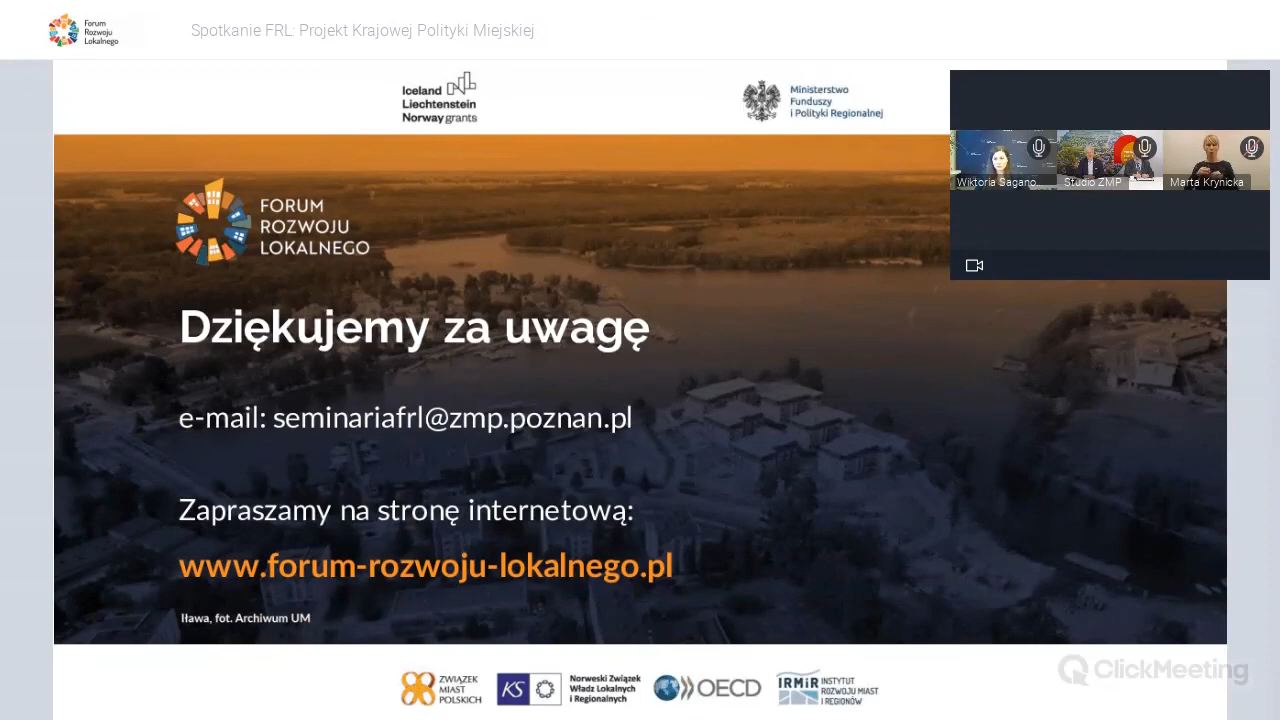 Forum
Rozwoju
Lokalnego
Spotkanie FRL: Projekt Krajowej Polityki Miejskiej
Iceland
Liechtenstein
Norway grants
Ministerstwo
Funduszy
i Polityki Regionalnej
Wiktoria Sagano...
Studio ZMP
Marta Krynicka
FORUM
ROZWOJU
LOKALNEGO
Dziękujemy za uwagę
e-mail: seminariafrl@zmp.poznan.pl
Zapraszamy na stronę internetową:
www.forum-rozwoju-lokalnego.pl
Iława, fot. Archiwum UM
ZWIĄZEK
MIAST
POLSKICH
KS
Norweski Związek
Władz Lokalnych
i Regionalnych
OECD
IRMiR
INSTYTUT
ROZWOJU MIAST
I REGIONÓW
ClickMeeting